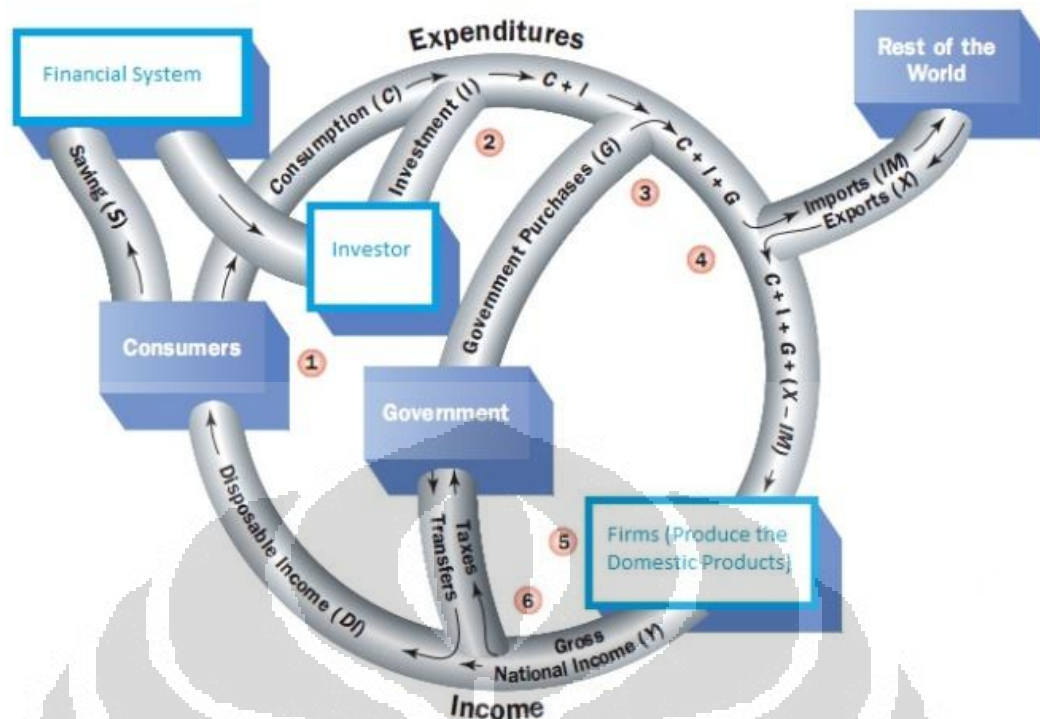 Expenditures
Financial System
Rest of the
World
Consumption (C)
C + I
Investment (I)
2
Saving (S)
Government Purchases (G)
C + I + G
3
Imports (IM)
Exports (X)
Investor
4
Consumers
1
C + I + G + (X – IM)
Government
Disposable Income (DI)
Transfers
Taxes
5
Firms (Produce the
Domestic Products)
6
Gross
National Income (Y)
Income